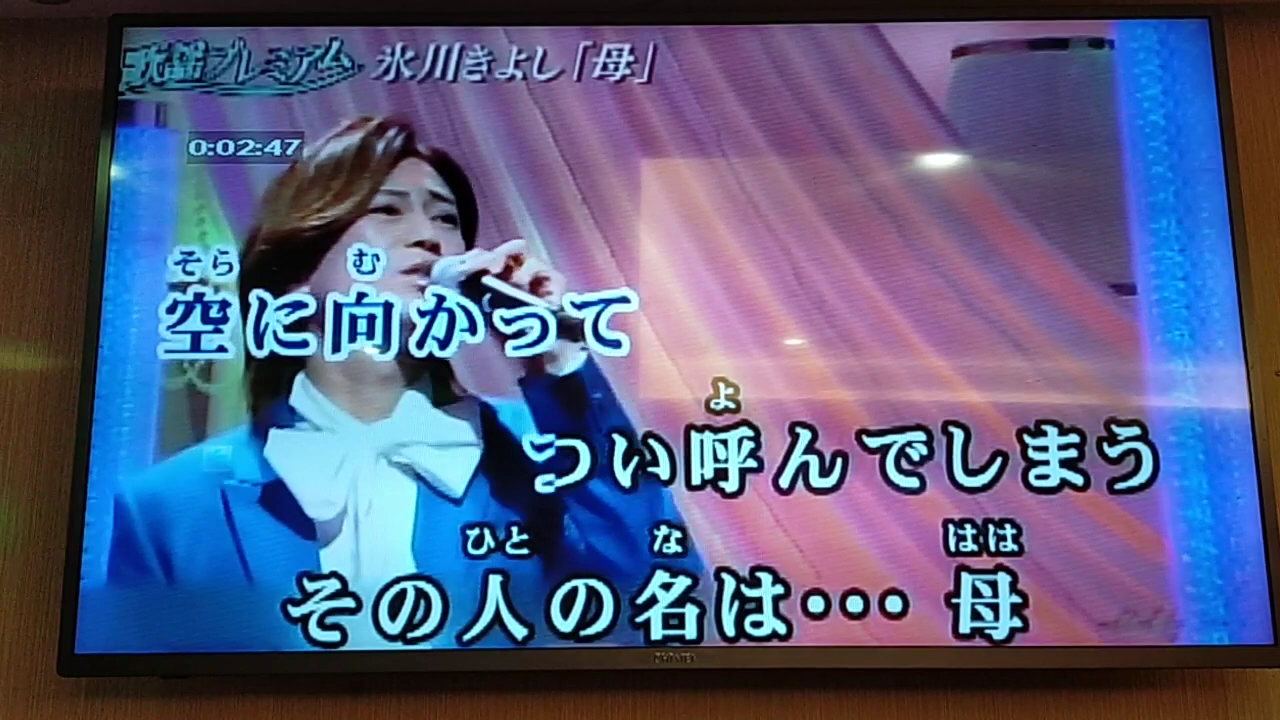 歌謡プレミアム 氷川きよし「母」
0:02:47
そら む
空に向かって
よ
つい呼んでしまう
ひと な はは
その人の名は・・・ 母